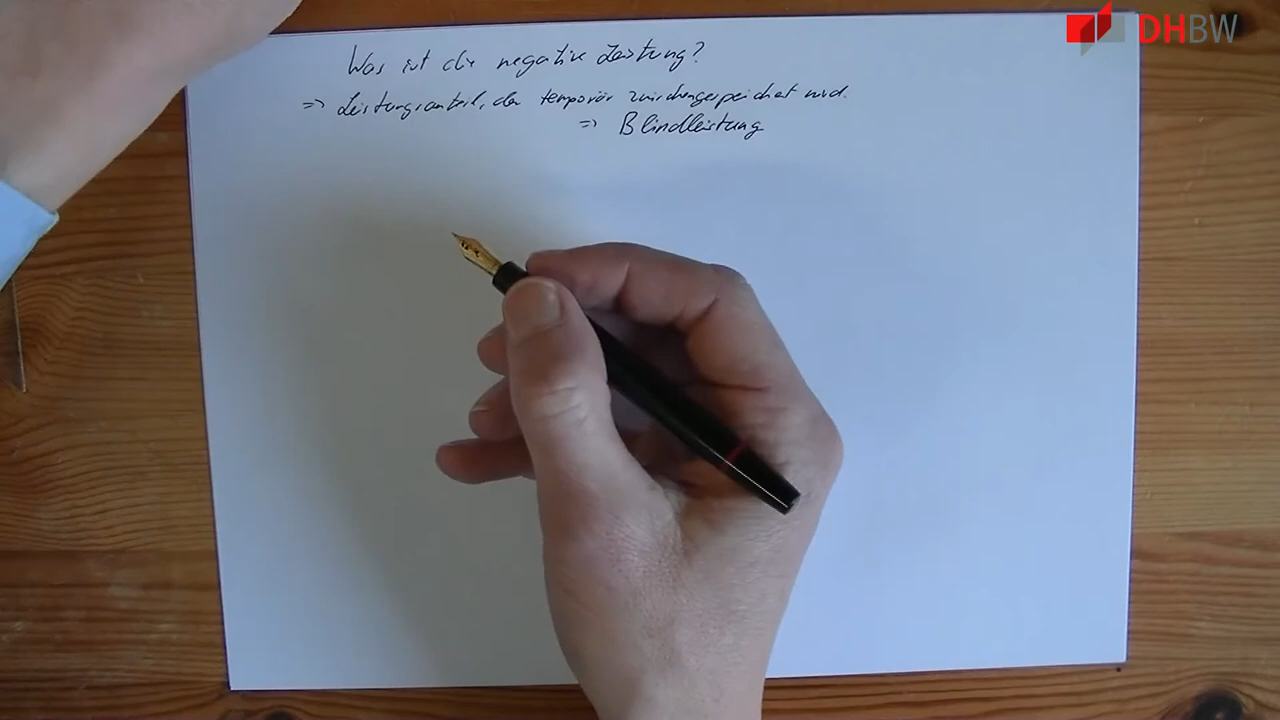 DHBW
Was ist die negative Leistung?
=> Leistungsanteil, der temporär zwischengespeichert wird.
=> Blindleistung